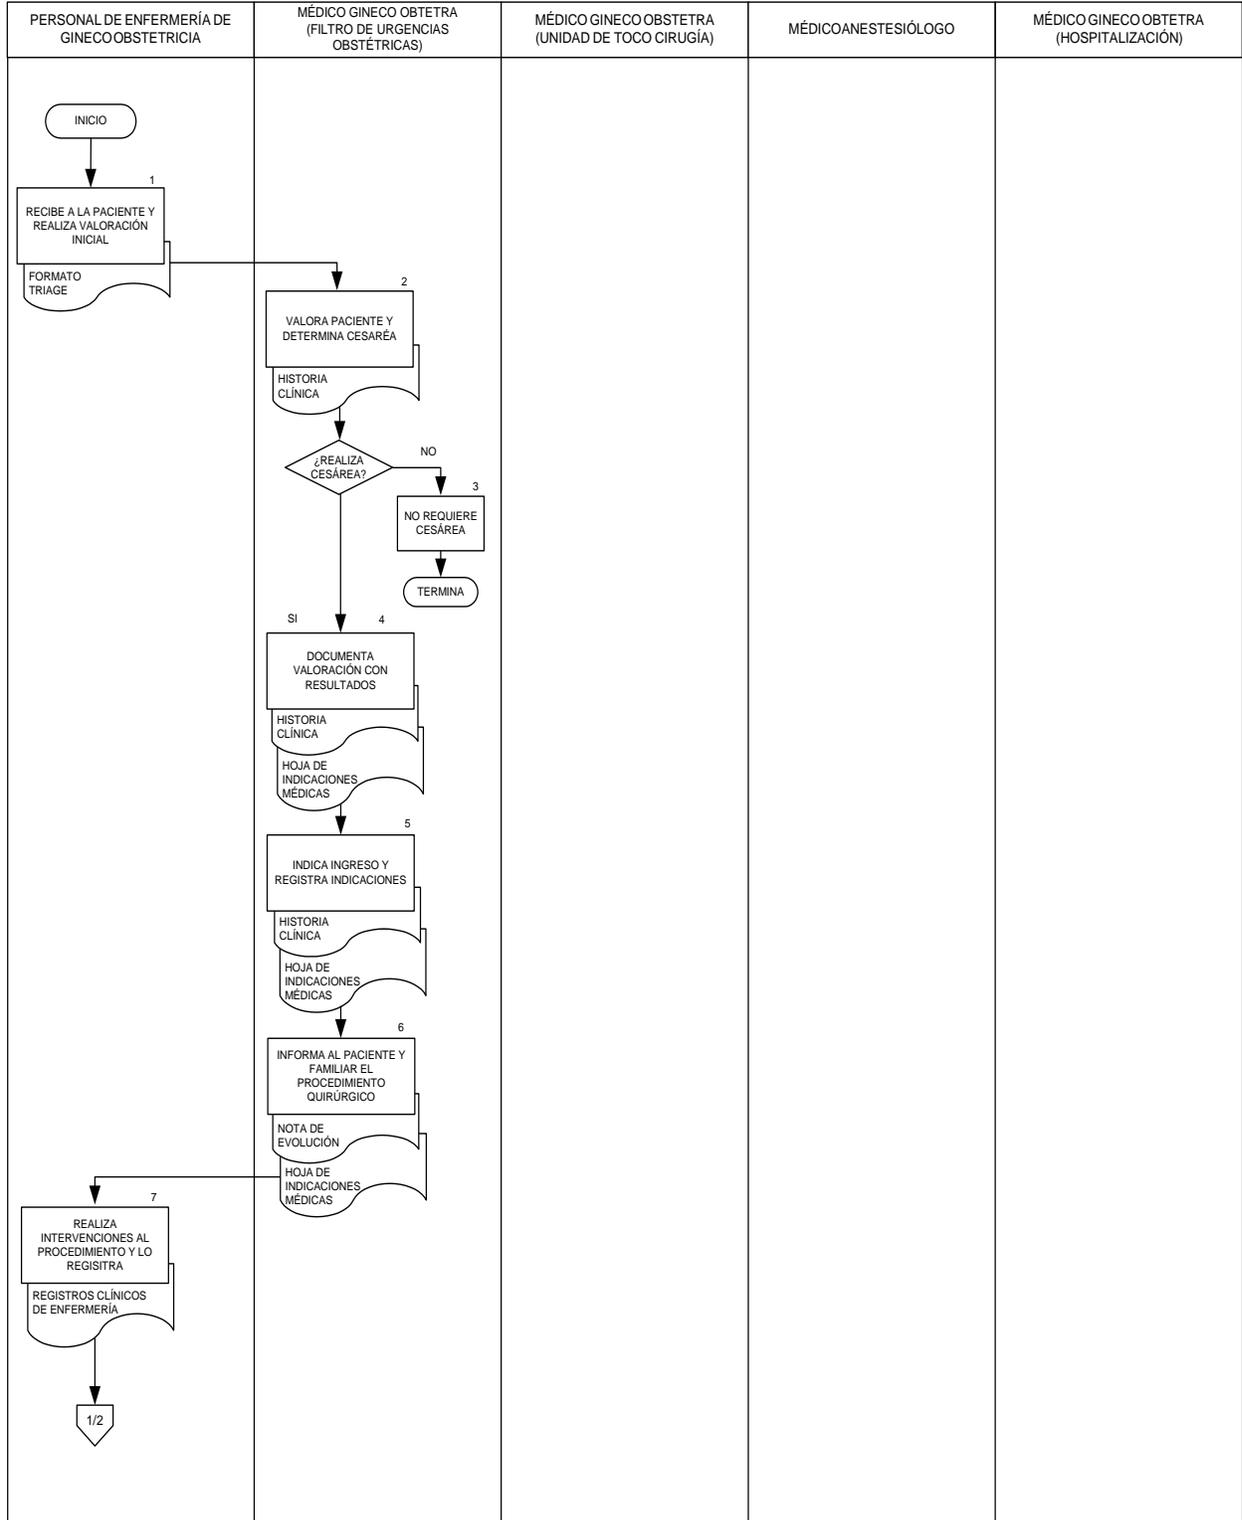 PERSONAL DE ENFERMERÍA DE
GINECOOBSTETRICIA
MÉDICO GINECO OBTETRA
(FILTRO DE URGENCIAS
OBSTÉTRICAS)
MÉDICO GINECO OBSTETRA
(UNIDAD DE TOCO CIRUGÍA)
MÉDICOANESTESIÓLOGO
MÉDICO GINECO OBTETRA
(HOSPITALIZACIÓN)
INICIO
1
RECIBE A LA PACIENTE Y
REALIZA VALORACIÓN
INICIAL
FORMATO
TRIAGE
2
VALORA PACIENTE Y
DETERMINA CESARÉA
HISTORIA
CLÍNICA
¿REALIZA
CESÁREA?
NO
3
NO REQUIERE
CESÁREA
TERMINA
SI
4
DOCUMENTA
VALORACIÓN CON
RESULTADOS
HISTORIA
CLÍNICA
HOJA DE
INDICACIONES
MÉDICAS
5
INDICA INGRESO Y
REGISTRA INDICACIONES
HISTORIA
CLÍNICA
HOJA DE
INDICACIONES
MÉDICAS
6
INFORMA AL PACIENTE Y
FAMILIAR EL
PROCEDIMIENTO
QUIRÚRGICO
NOTA DE
EVOLUCIÓN
HOJA DE
INDICACIONES
MÉDICAS
7
REALIZA
INTERVENCIONES AL
PROCEDIMIENTO Y LO
REGISITRA
REGISTROS CLÍNICOS
DE ENFERMERÍA
1/2